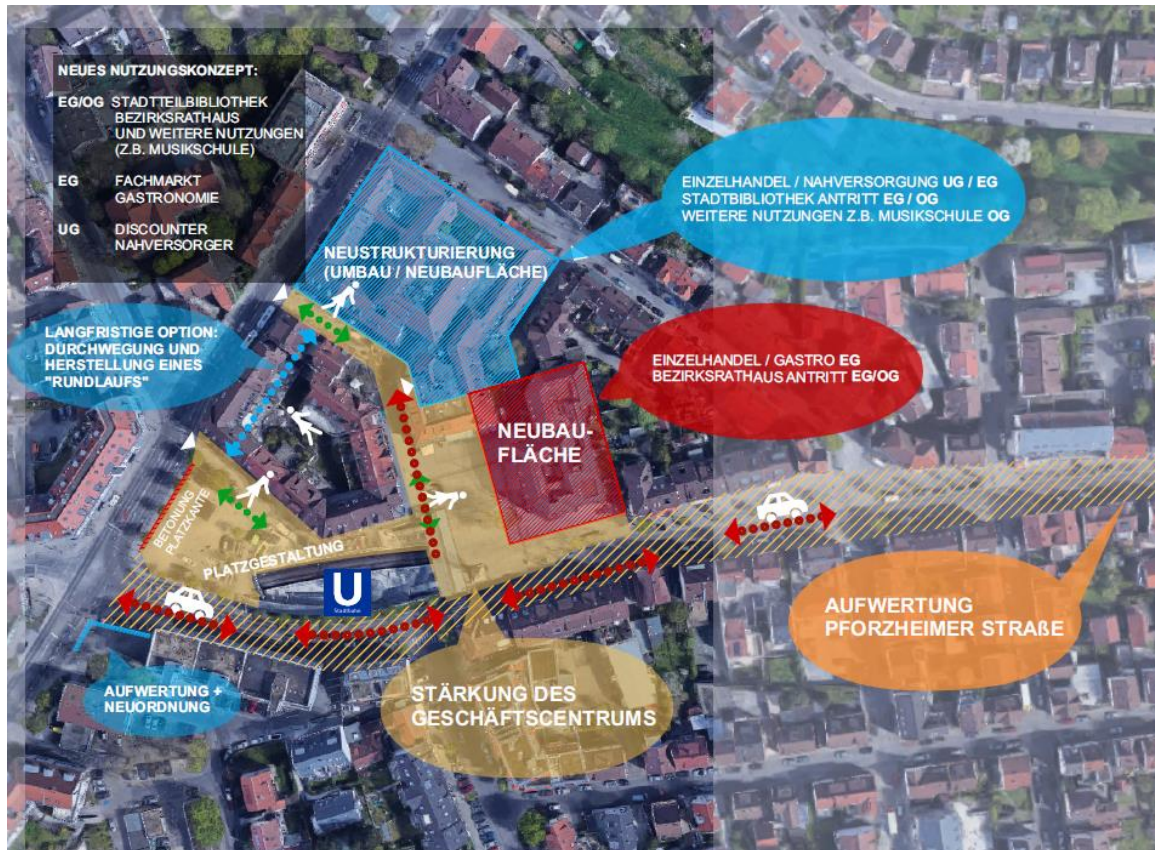 NEUES NUTZUNGSKONZEPT:
EG/OG STADTTEILBIBLIOTHEK
BEZIRKSRATHAUS
UND WEITERE NUTZUNGEN
(Z.B. MUSIKSCHULE)
EG FACHMARKT
GASTRONOMIE
UG DISCOUNTER
NAHVERSORGER
EINZELHANDEL / NAHVERSORGUNG UG / EG
STADTBIBLIOTHEK ANTRITT EG / OG
WEITERE NUTZUNGEN Z.B. MUSIKSCHULE OG
NEUSTRUKTURIERUNG
(UMBAU / NEUBAUFLÄCHE)
LANGFRISTIGE OPTION:
DURCHWEGUNG UND
HERSTELLUNG EINES
"RUNDLAUFS"
EINZELHANDEL / GASTRO EG
BEZIRKSRATHAUS ANTRITT EG/OG
NEUBAU-
FLÄCHE
BETONUNG
PLATZKANTE
PLATZGESTALTUNG
U
Stadtbahn
AUFWERTUNG
PFORZHEIMER STRAßE
AUFWERTUNG +
NEUORDNUNG
STÄRKUNG DES
GESCHÄFTSCENTRUMS